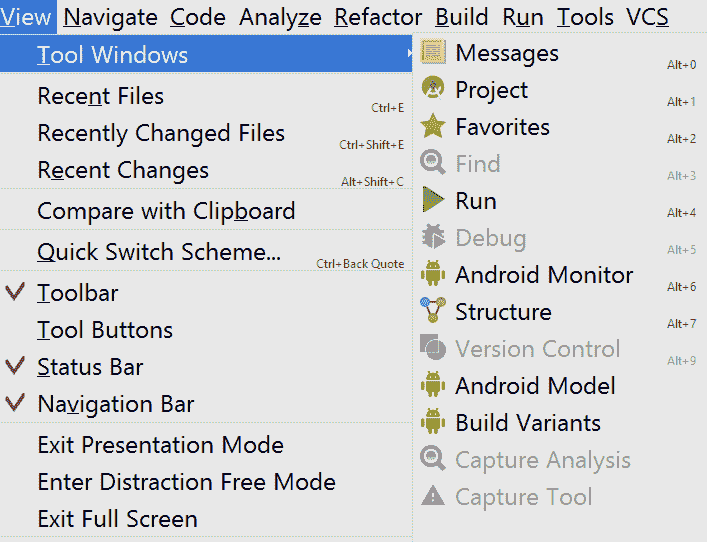 View Navigate Code Analyze Refactor Build Run Tools VCS
Tool Windows
Recent Files Ctrl+E
Recently Changed Files Ctrl+Shift+E
Recent Changes Alt+Shift+C
Compare with Clipboard
Quick Switch Scheme... Ctrl+Back Quote
Toolbar
Tool Buttons
Status Bar
Navigation Bar
Exit Presentation Mode
Enter Distraction Free Mode
Exit Full Screen
Messages Alt+0
Project Alt+1
Favorites Alt+2
Find Alt+3
Run Alt+4
Debug Alt+5
Android Monitor Alt+6
Structure Alt+7
Version Control Alt+9
Android Model
Build Variants
Capture Analysis
Capture Tool